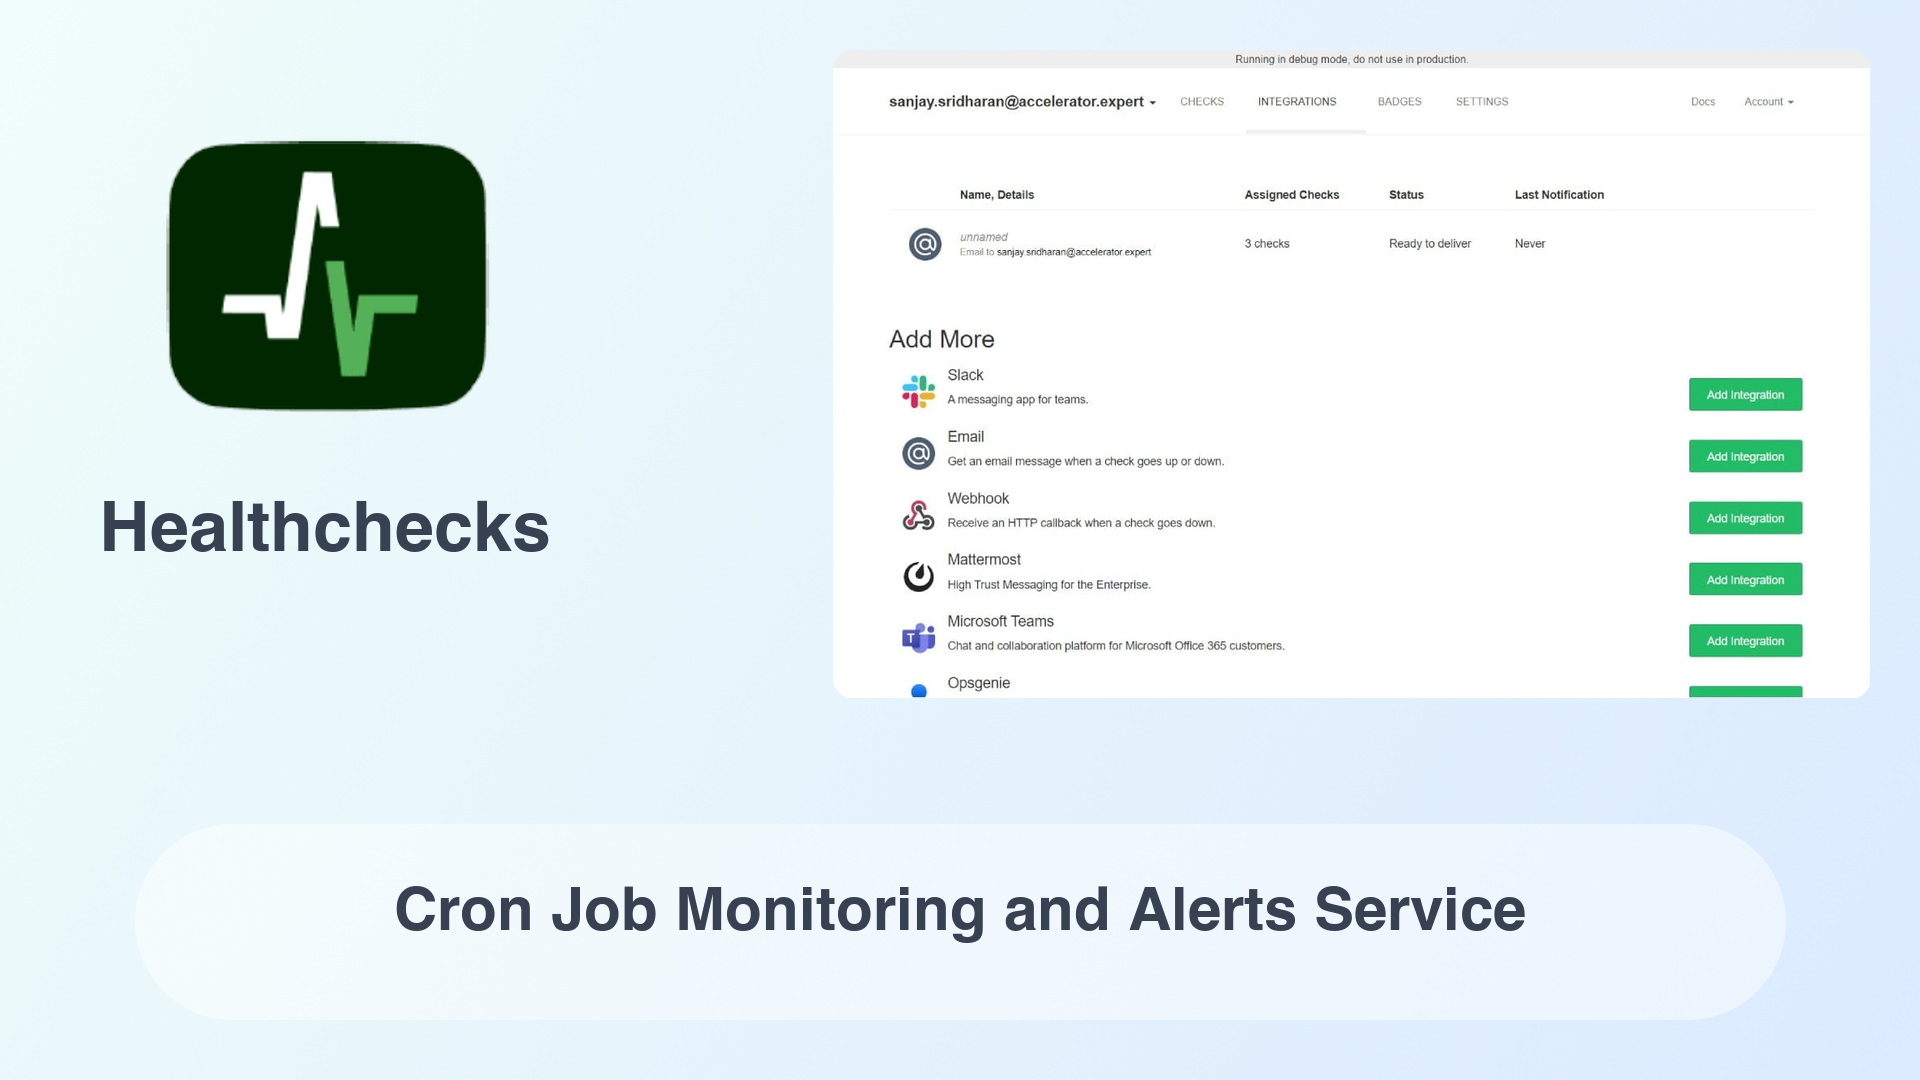 Running in debug mode, do not use in production.
sanjay.sridharan@accelerator.expert CHECKS INTEGRATIONS BADGES SETTINGS Docs Account
Name, Details Assigned Checks Status Last Notification
unnamed
Email to sanjay.sridharan@accelerator.expert
3 checks Ready to deliver Never
Add More
Slack
A messaging app for teams.
Add Integration
Email
Get an email message when a check goes up or down.
Add Integration
Webhook
Receive an HTTP callback when a check goes down.
Add Integration
Mattermost
High Trust Messaging for the Enterprise.
Add Integration
Microsoft Teams
Chat and collaboration platform for Microsoft Office 365 customers.
Add Integration
Opsgenie
Healthchecks
Cron Job Monitoring and Alerts Service